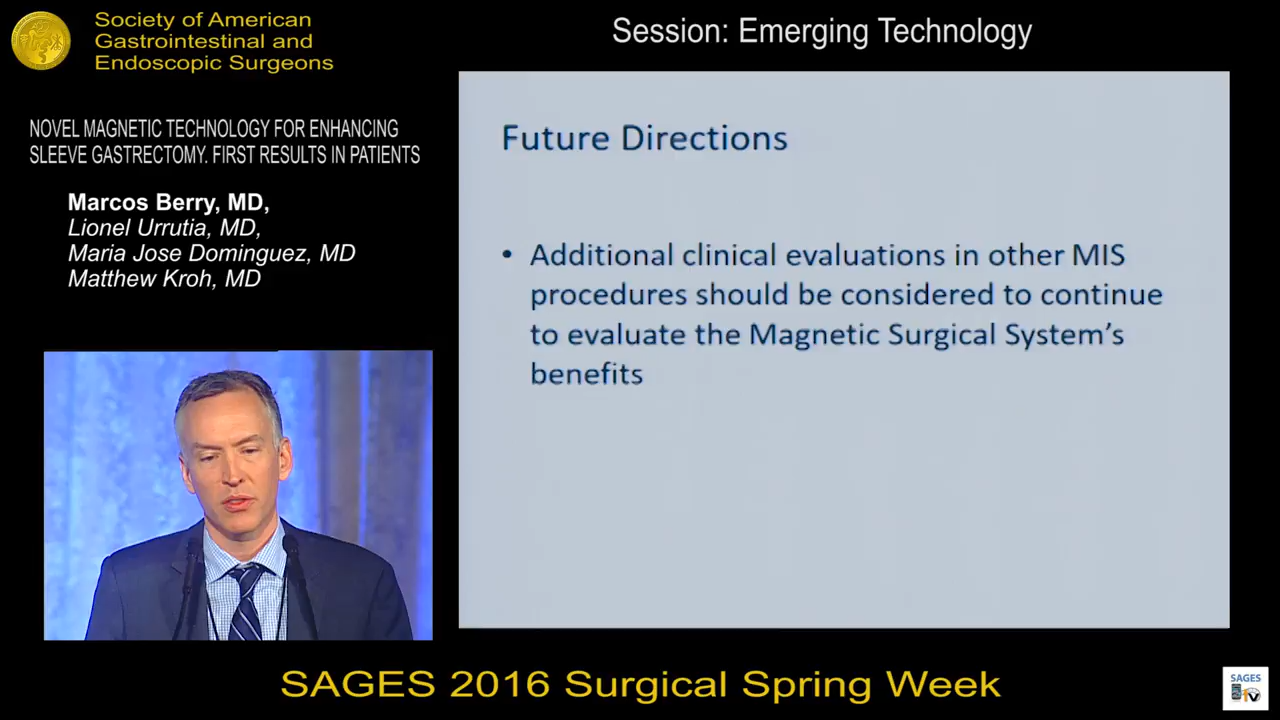 Society of American
Gastrointestinal and
Endoscopic Surgeons
Session: Emerging Technology
NOVEL MAGNETIC TECHNOLOGY FOR ENHANCING
SLEEVE GASTRECTOMY. FIRST RESULTS IN PATIENTS
Marcos Berry, MD,
Lionel Urrutia, MD,
Maria Jose Dominguez, MD
Matthew Kroh, MD
Future Directions
• Additional clinical evaluations in other MIS
procedures should be considered to continue
to evaluate the Magnetic Surgical System's
benefits
SAGES 2016 Surgical Spring Week
SAGES
TV